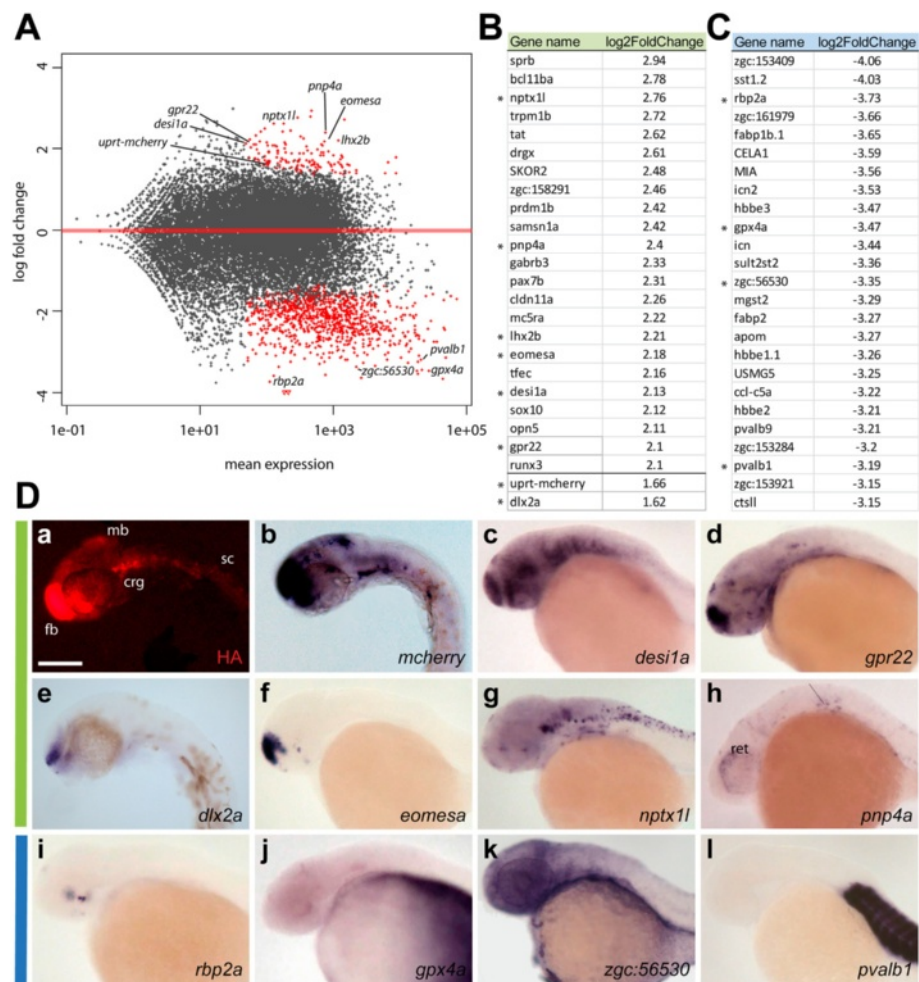 A
B
C
4
2
0
-2
-4
log fold change
1e-01
1e+01
1e+03
1e+05
mean expression
pnp4a
eomesa
nptx1l
gpr22
desi1a
lhx2b
uprt-mcherry
pvalb1
zgc:56530
gpx4a
rbp2a
Gene name log2FoldChange
sprb 2.94
bcl11ba 2.78
* nptx1l 2.76
trpm1b 2.72
tat 2.62
drgx 2.61
SKOR2 2.48
zgc:158291 2.46
prdm1b 2.42
samsn1a 2.42
* pnp4a 2.4
gabrb3 2.33
pax7b 2.31
cldn11a 2.26
mc5ra 2.22
* lhx2b 2.21
* eomesa 2.18
tfec 2.16
* desi1a 2.13
sox10 2.12
opn5 2.11
* gpr22 2.1
runx3 2.1
* uprt-mcherry 1.66
* dlx2a 1.62
Gene name log2FoldChange
zgc:153409 -4.06
sst1.2 -4.03
* rbp2a -3.73
zgc:161979 -3.66
fabp1b.1 -3.65
CELA1 -3.59
MIA -3.56
icn2 -3.53
hbbe3 -3.47
* gpx4a -3.47
icn -3.44
sult2st2 -3.36
* zgc:56530 -3.35
mgst2 -3.29
fabp2 -3.27
apom -3.27
hbbe1.1 -3.26
USMG5 -3.25
ccl-c5a -3.22
hbbe2 -3.21
pvalb9 -3.21
zgc:153284 -3.2
* pvalb1 -3.19
zgc:153921 -3.15
ctsll -3.15
D
a
mb
sc
crg
fb
HA
b
mcherry
c
desi1a
d
gpr22
e
dlx2a
f
eomesa
g
nptx1l
h
ret
pnp4a
i
rbp2a
j
gpx4a
k
zgc:56530
l
pvalb1